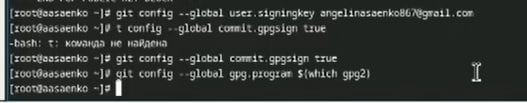 [root@aasaenko ~]# git config --global user.signingkey angelinasaenko867@gmail.com
[root@aasaenko ~]# t config --global commit.gpgsign true
-bash: t: команда не найдена
[root@aasaenko ~]# git config --global commit.gpgsign true
[root@aasaenko ~]# git config --global gpg.program $(which gpg2)
[root@aasaenko ~]#